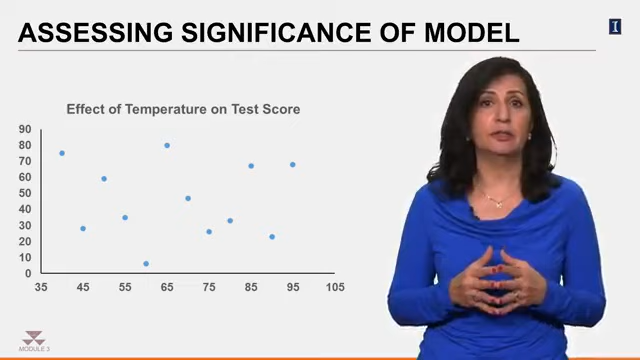 ASSESSING SIGNIFICANCE OF MODEL
I
Effect of Temperature on Test Score
90
80
70
60
50
40
30
20
10
0
35 45 55 65 75 85 95 105
MODULE 3